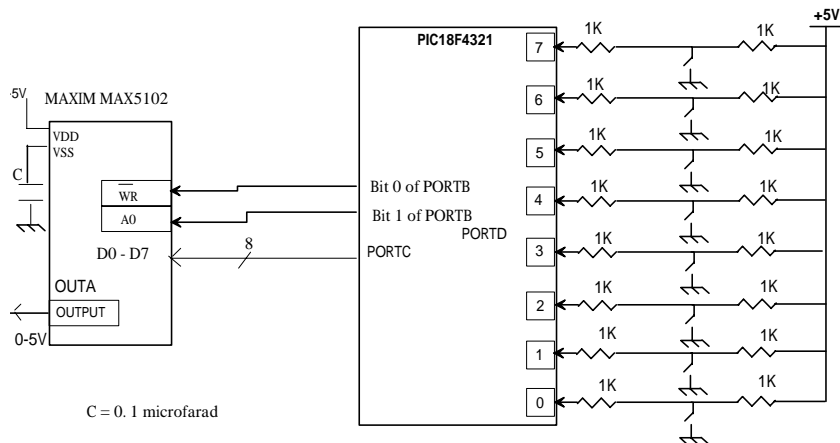 +5V
PIC18F4321
1K
1K
7
-5V
MAXIM MAX5102
VDD
VSS
C
1K
1K
6
1K
1K
5
WR
Bit 0 of PORTB
1K
1K
4
A0
Bit 1 of PORTB
PORTD
D0 - D7
8
PORTC
1K
1K
3
OUTA
OUTPUT
0-5V
1K
1K
2
1K
1K
1
1K
1K
0
C = 0. 1 microfarad